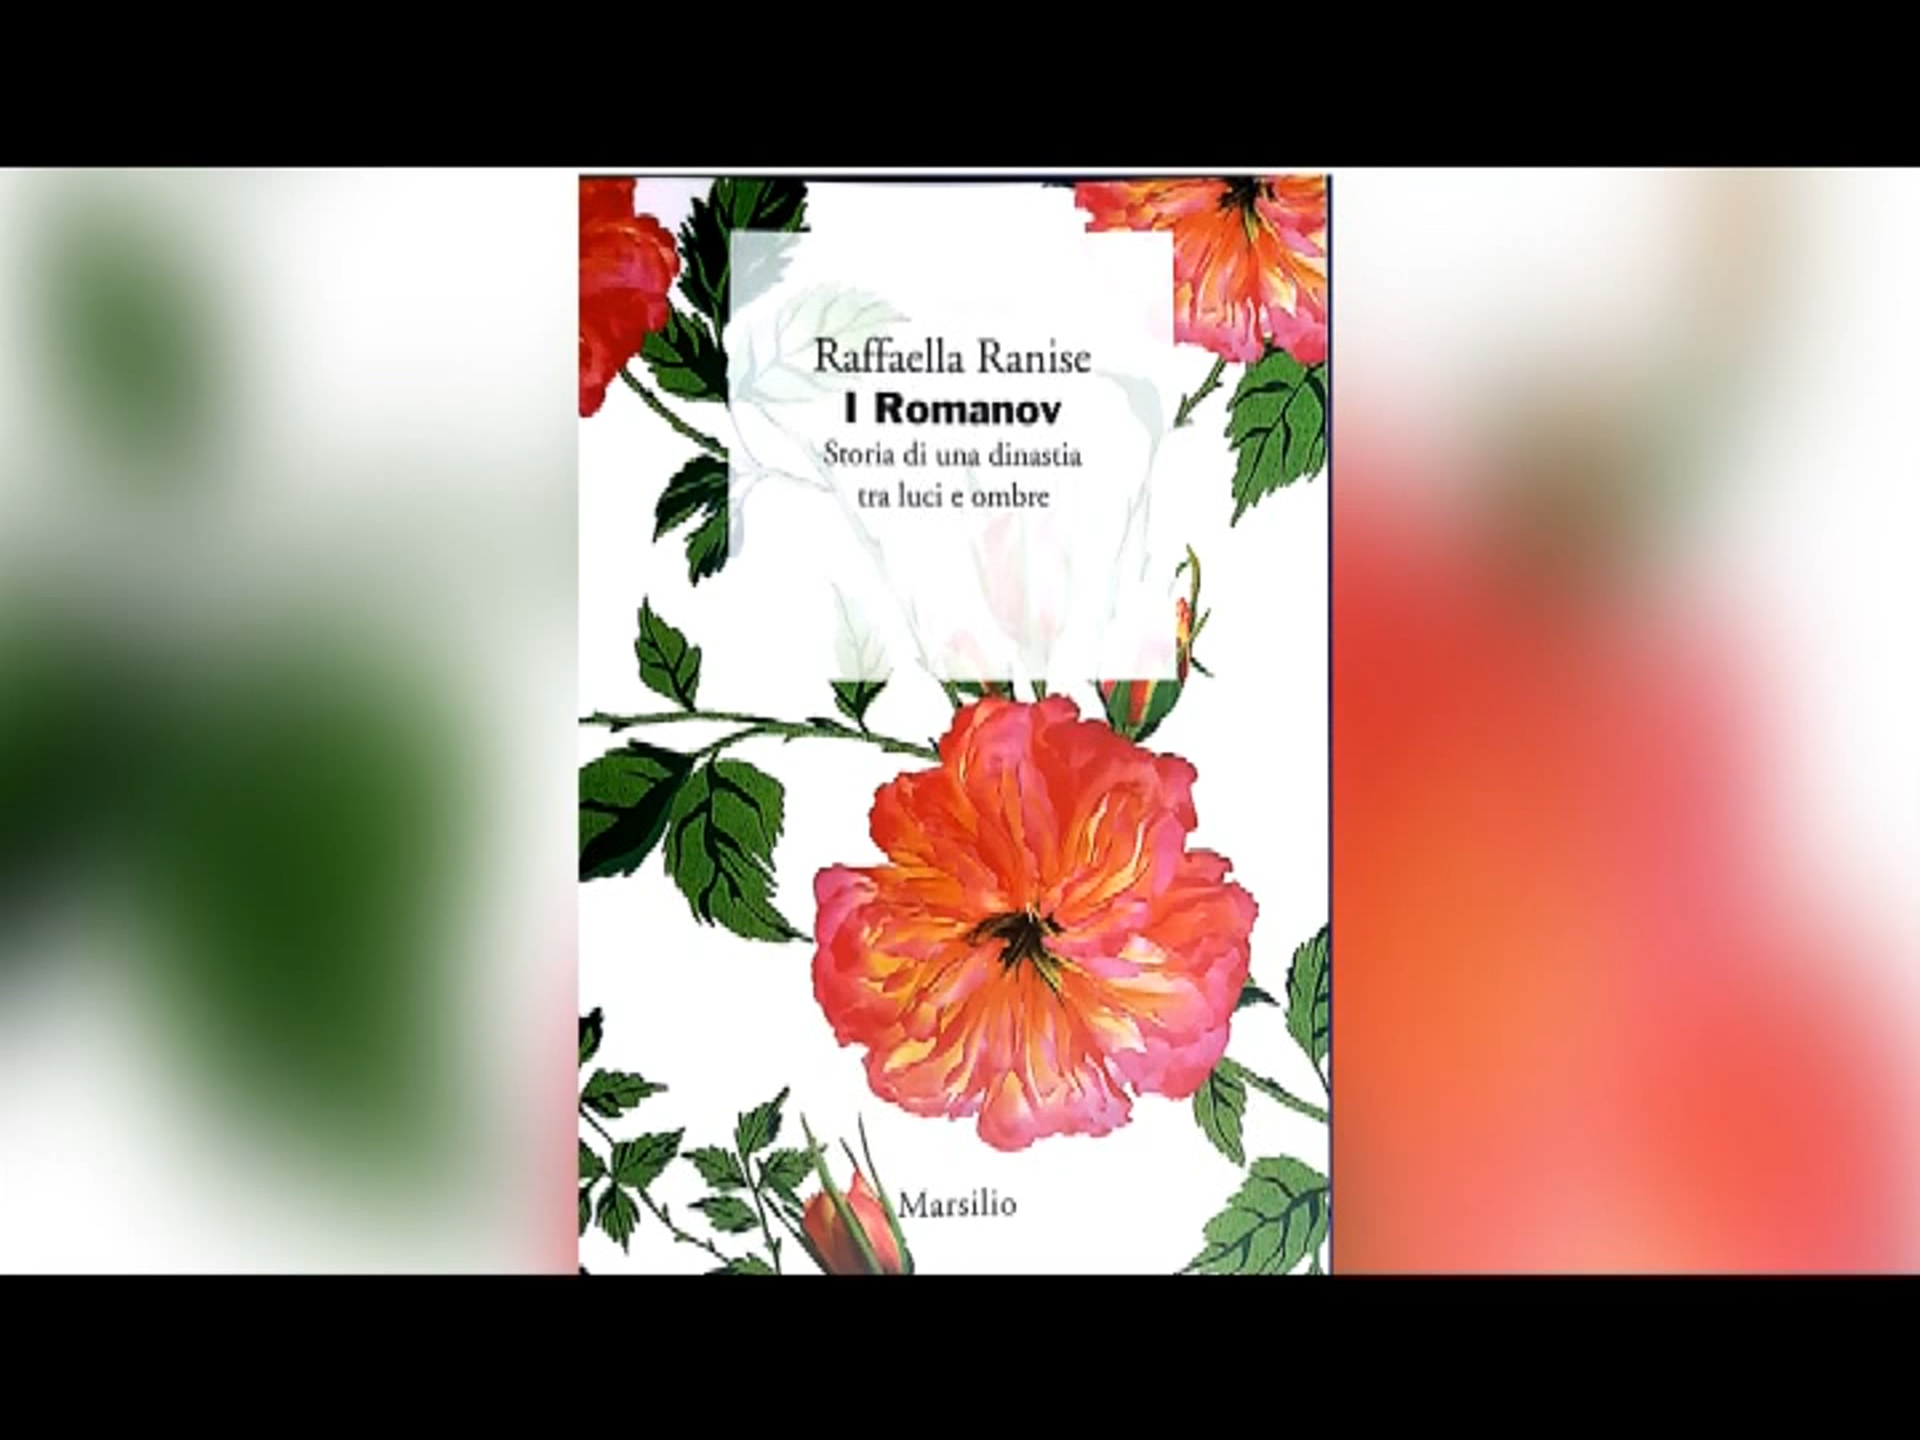 Raffaella Ranise
I Romanov
Storia di una dinastia
tra luci e ombre
Marsilio